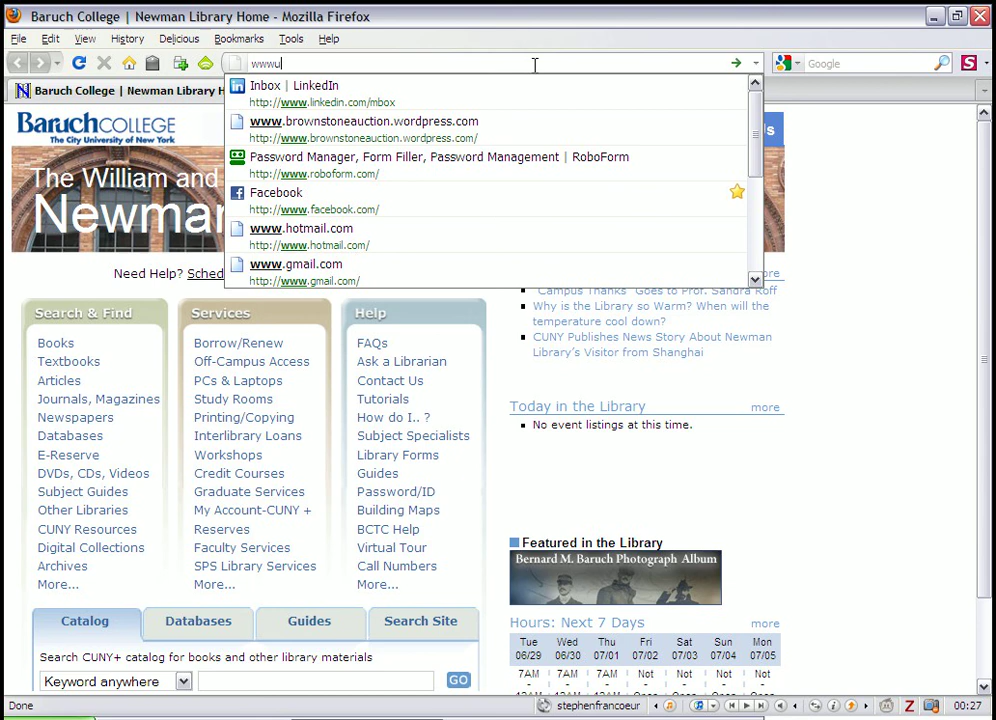 Baruch College | Newman Library Home - Mozilla Firefox
File Edit View History Delicious Bookmarks Tools Help
wwwu
Google
S
Baruch College | Newman Library H
Inbox | LinkedIn
http://www.linkedin.com/mbox
www.brownstoneauction.wordpress.com
http://www.brownstoneauction.wordpress.com/
Password Manager, Form Filler, Password Management | RoboForm
http://www.roboform.com/
Facebook
http://www.facebook.com/
www.hotmail.com
http://www.hotmail.com/
www.gmail.com
http://www.gmail.com/
Baruch COLLEGE
The City University of New York
The William and
Newman
Need Help? Sched
"Campus Thanks" Goes to Prof. Sandra Roff
Why is the Library so Warm? When will the
temperature cool down?
CUNY Publishes News Story About Newman
Library's Visitor from Shanghai
Search & Find
Books
Textbooks
Articles
Journals, Magazines
Newspapers
Databases
E-Reserve
DVDs, CDs, Videos
Subject Guides
Other Libraries
CUNY Resources
Digital Collections
Archives
More...
Services
Borrow/Renew
Off-Campus Access
PCs & Laptops
Study Rooms
Printing/Copying
Interlibrary Loans
Workshops
Credit Courses
Graduate Services
My Account-CUNY +
Reserves
Faculty Services
SPS Library Services
More...
Help
FAQs
Ask a Librarian
Contact Us
Tutorials
How do I.. ?
Subject Specialists
Library Forms
Guides
Password/ID
Building Maps
BCTC Help
Virtual Tour
Call Numbers
More...
Today in the Library more
No event listings at this time.
Featured in the Library
Bernard M. Baruch Photograph Album
Hours: Next 7 Days more
Tue Wed Thu Fri Sat Sun Mon
06/29 06/30 07/01 07/02 07/03 07/04 07/05
7AM 7AM 7AM Not Not Not Not
Catalog Databases Guides Search Site
Search CUNY+ catalog for books and other library materials
Keyword anywhere GO
Done stephenfrancoeur Z 00:27